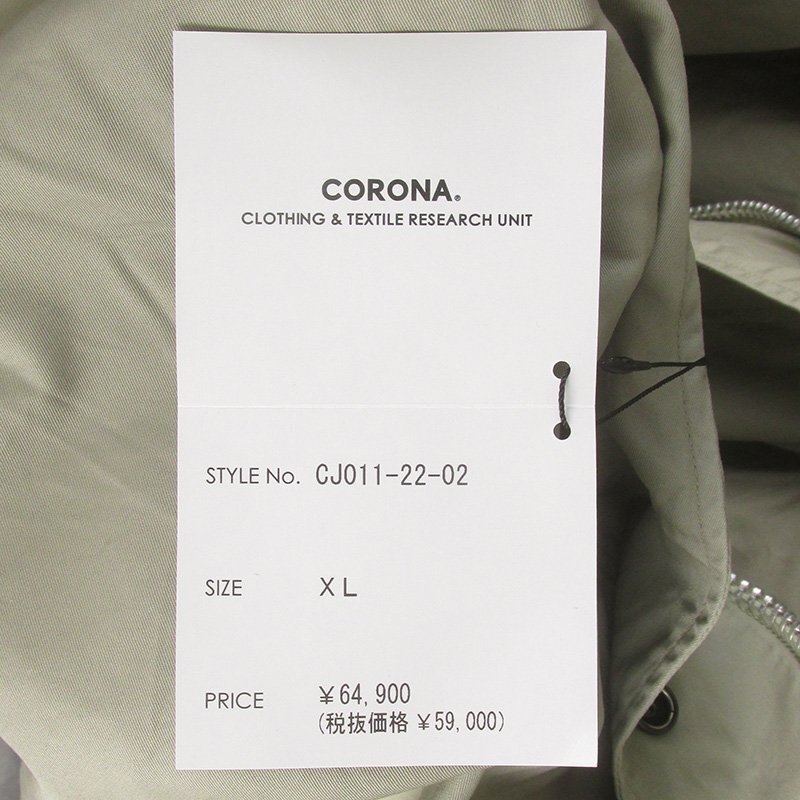 CORONA®
CLOTHING & TEXTILE RESEARCH UNIT
STYLE No. CJ011-22-02
SIZE XL
PRICE ￥64,900
(税抜価格 ￥59,000)